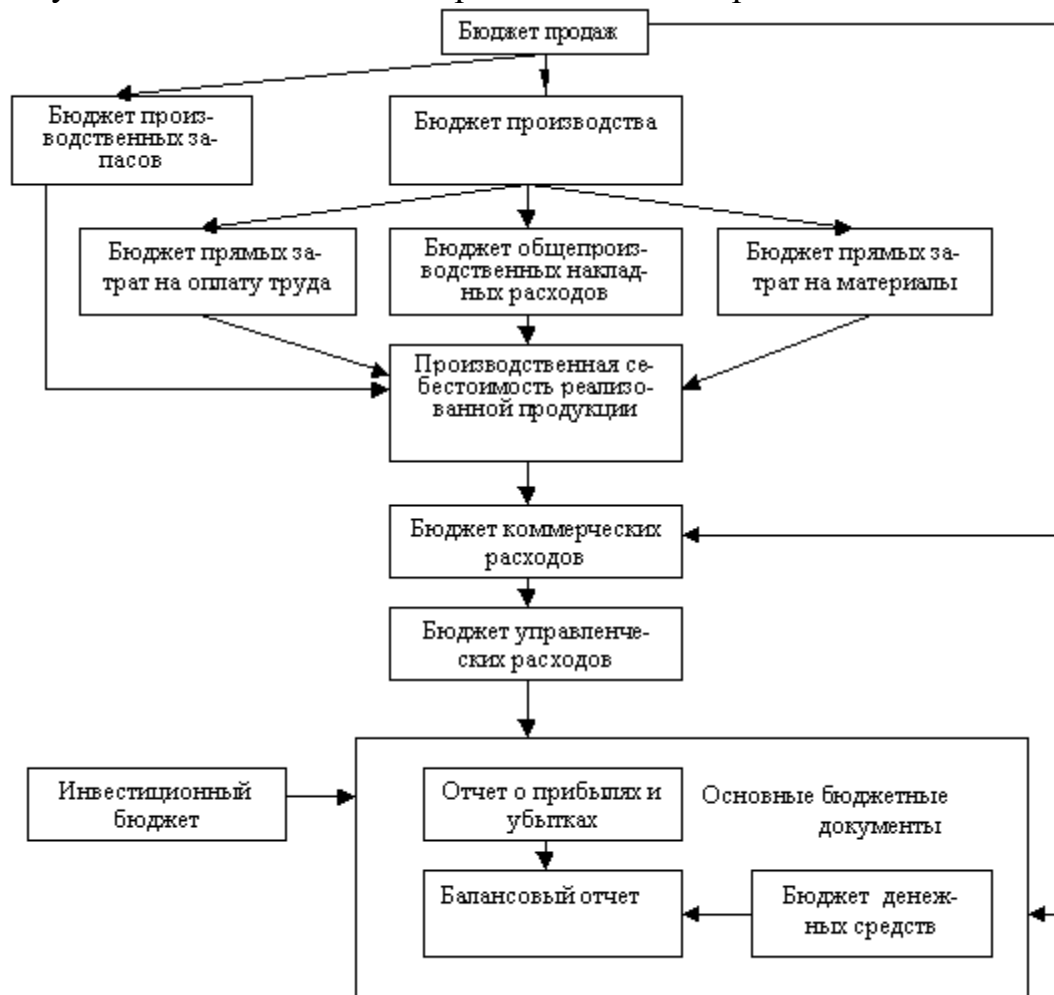 Бюджет продаж
Бюджет произ-
водственных за-
пасов
Бюджет производства
Бюджет прямых за-
трат на оплату труда
Бюджет общепроиз-
водственных наклад-
ных расходов
Бюджет прямых за-
трат на материалы
Производственная се-
бестоимость реализо-
ванной продукции
Бюджет коммерческих
расходов
Бюджет управленче-
ских расходов
Инвестиционный
бюджет
Отчет о прибылях и
убытках
Основные бюджетные
документы
Балансовый отчет
Бюджет денеж-
ных средств